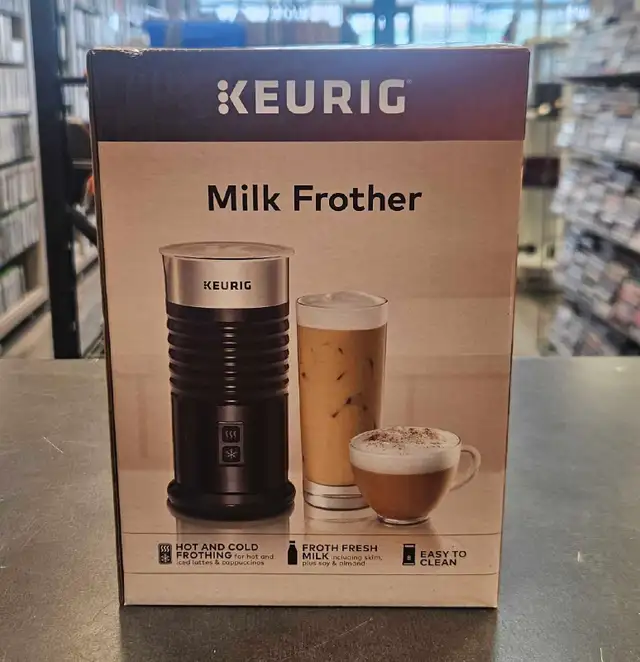 KEURIG
Milk Frother
KEURIG
HOT AND COLD
FROTHING for hot and
iced lattes & cappuccinos
FROTH FRESH
MILK including skim,
plus soy & almond
EASY TO
CLEAN